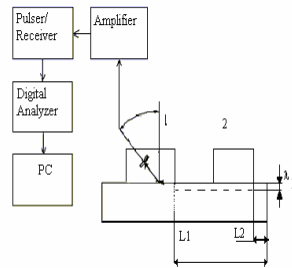 Pulser/
Receiver
Amplifier
Digital
Analyzer
PC
1
2
λ
L1
L2